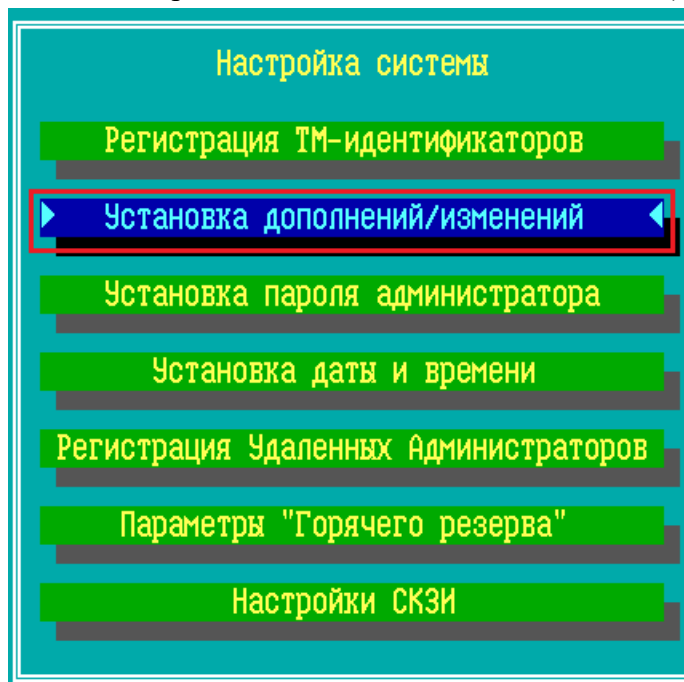 Настройка системы
Регистрация ТМ-идентификаторов
Установка дополнений/изменений
Установка пароля администратора
Установка даты и времени
Регистрация Удаленных Администраторов
Параметры "Горячего резерва"
Настройки СКЗИ